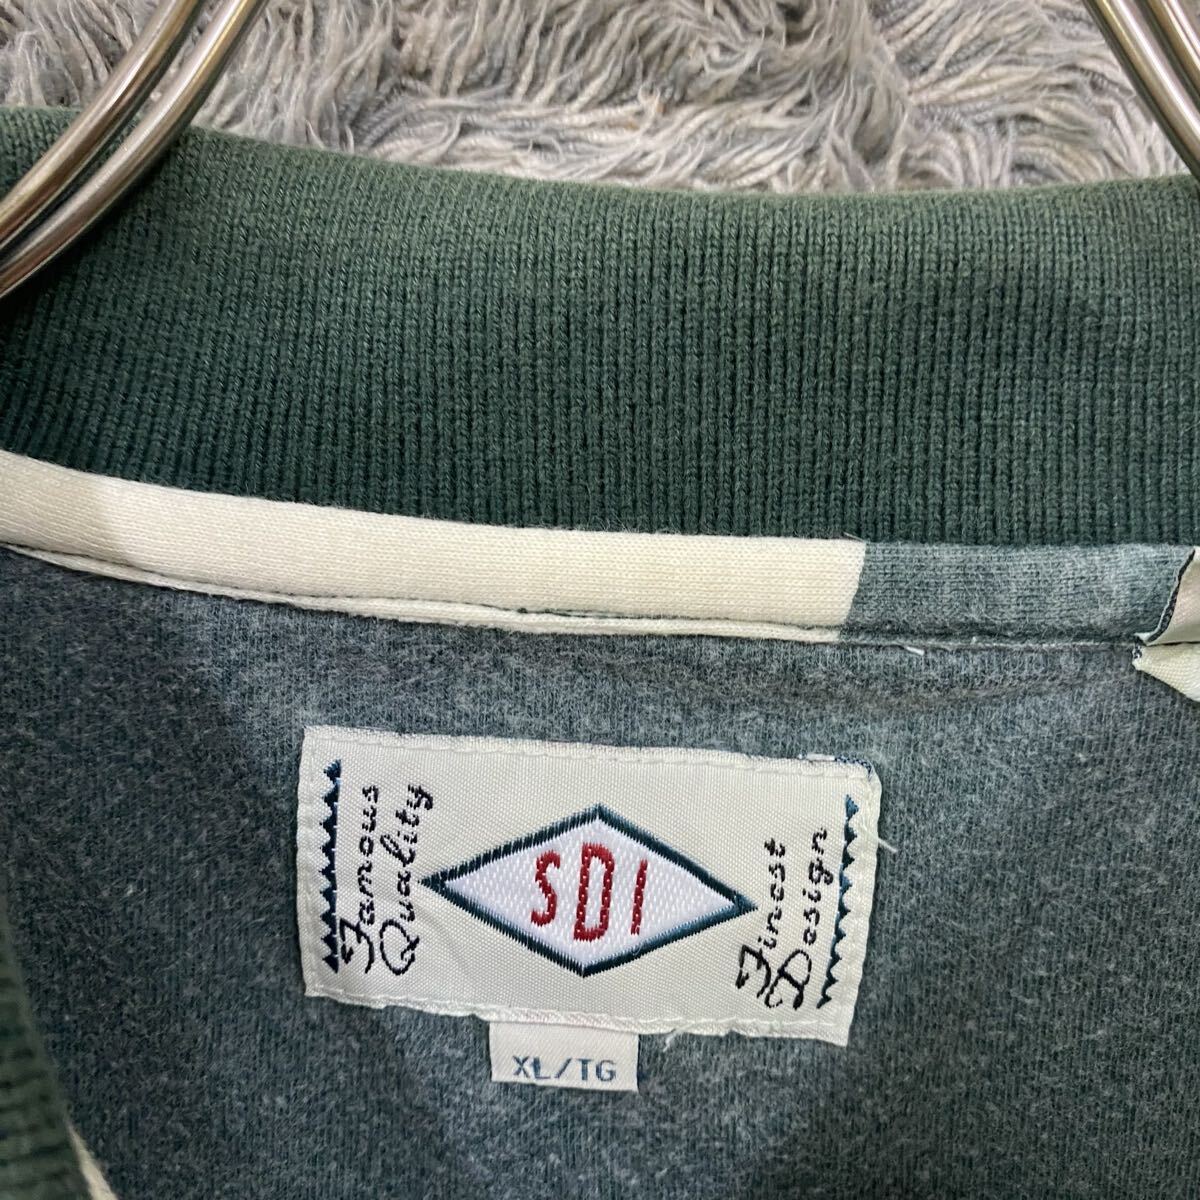 Famous
Quality
SDI
Finest
Design
XL/TG